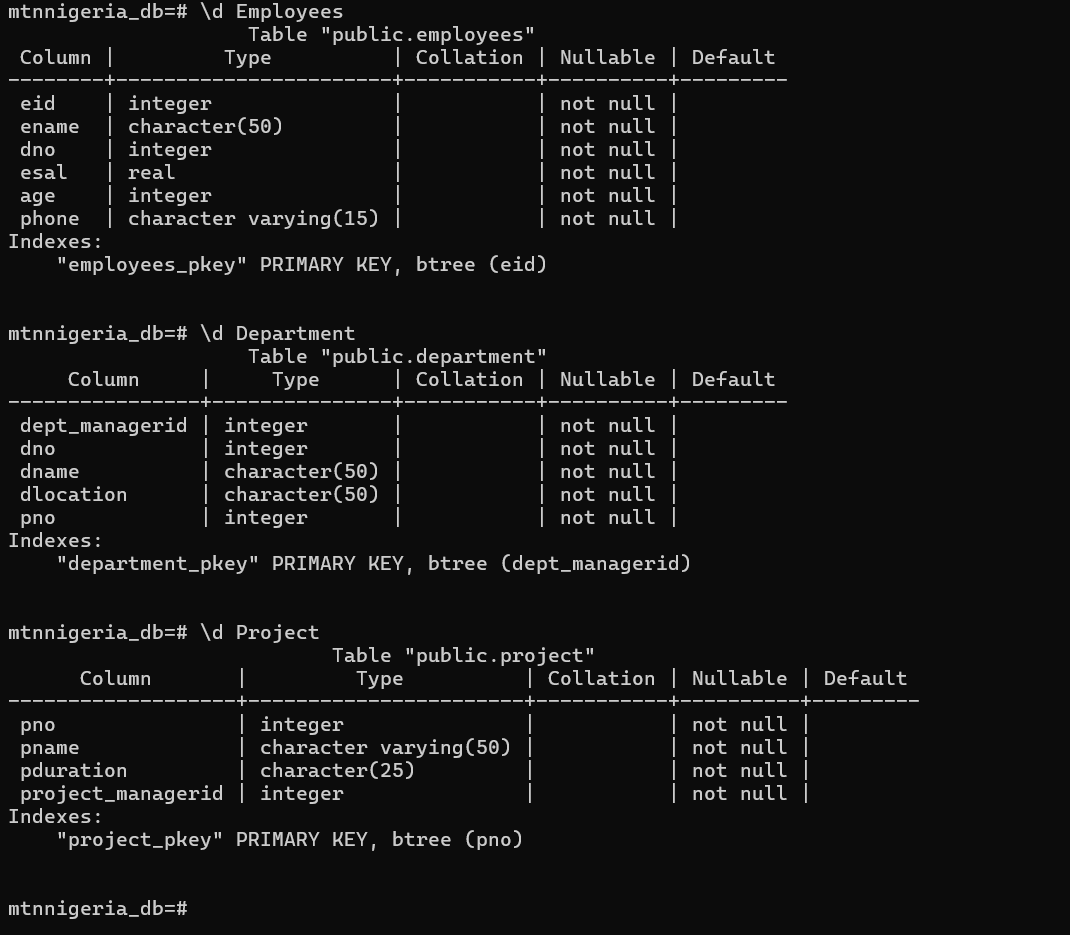 mtnnigeria_db=# \d Employees
                    Table "public.employees"
 Column |         Type          | Collation | Nullable | Default
--------+-----------------------+-----------+----------+---------
 eid    | integer               |           | not null |
 ename  | character(50)         |           | not null |
 dno    | integer               |           | not null |
 esal   | real                  |           | not null |
 age    | integer               |           | not null |
 phone  | character varying(15) |           | not null |
Indexes:
    "employees_pkey" PRIMARY KEY, btree (eid)
mtnnigeria_db=# \d Department
                    Table "public.department"
     Column     |     Type      | Collation | Nullable | Default
----------------+---------------+-----------+----------+---------
 dept_managerid | integer       |           | not null |
 dno            | integer       |           | not null |
 dname          | character(50) |           | not null |
 dlocation      | character(50) |           | not null |
 pno            | integer       |           | not null |
Indexes:
    "department_pkey" PRIMARY KEY, btree (dept_managerid)
mtnnigeria_db=# \d Project
                           Table "public.project"
      Column       |         Type          | Collation | Nullable | Default
-------------------+-----------------------+-----------+----------+---------
 pno               | integer               |           | not null |
 pname             | character varying(50) |           | not null |
 pduration         | character(25)         |           | not null |
 project_managerid | integer               |           | not null |
Indexes:
    "project_pkey" PRIMARY KEY, btree (pno)
mtnnigeria_db=#